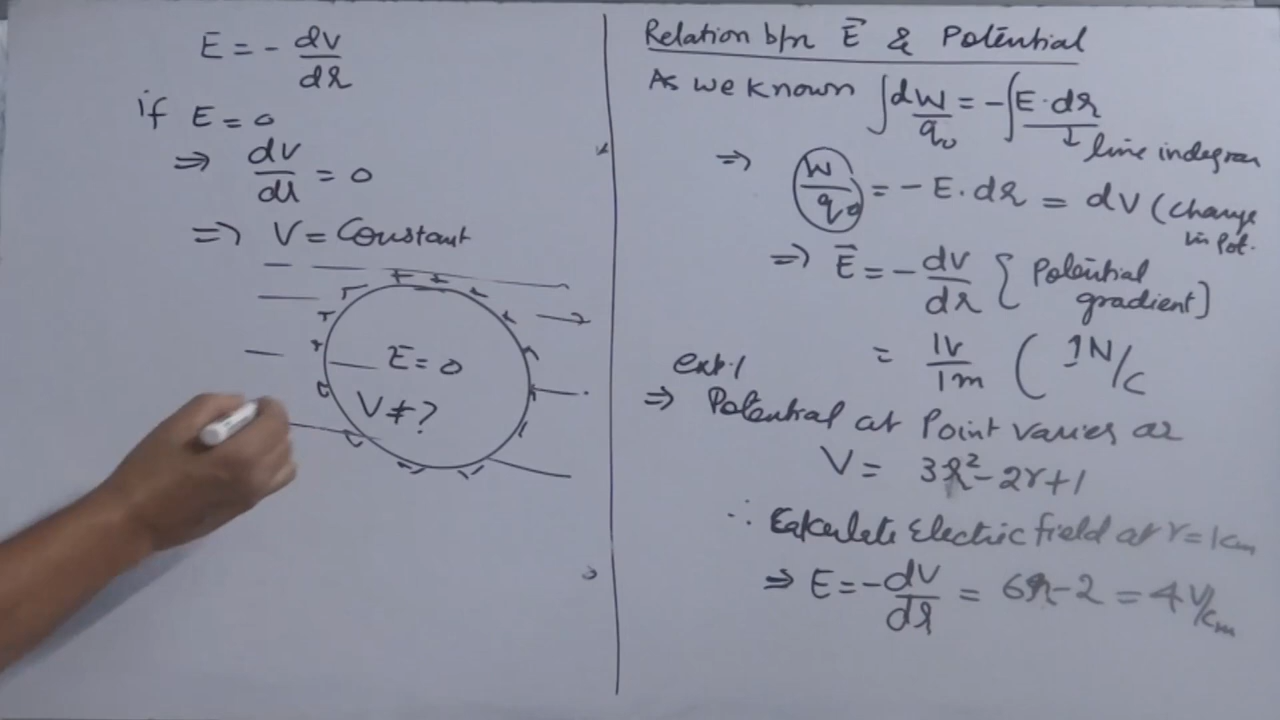 E = - dv/dr
if E = 0
⇒ dv/dr = 0
⇒ V = Constant
E = 0
V ≠ ?
Relation b/n E⃗ & Potential
As we known ∫dw/q₀ = -∫E·dr
↓ line indegran
⇒ w/q₀ = - E. dr = dV (change
in Pot.
⇒ E⃗ = - dv/dr { Potential
gradient }
= 1v/1m ( 1N/C
exp.1
⇒ Potential at Point varies as
V = 3r² - 2r + 1
∴ Calculate Electric field at r = 1cm
⇒ E = - dV/dr = 6r - 2 = 4 V/cm